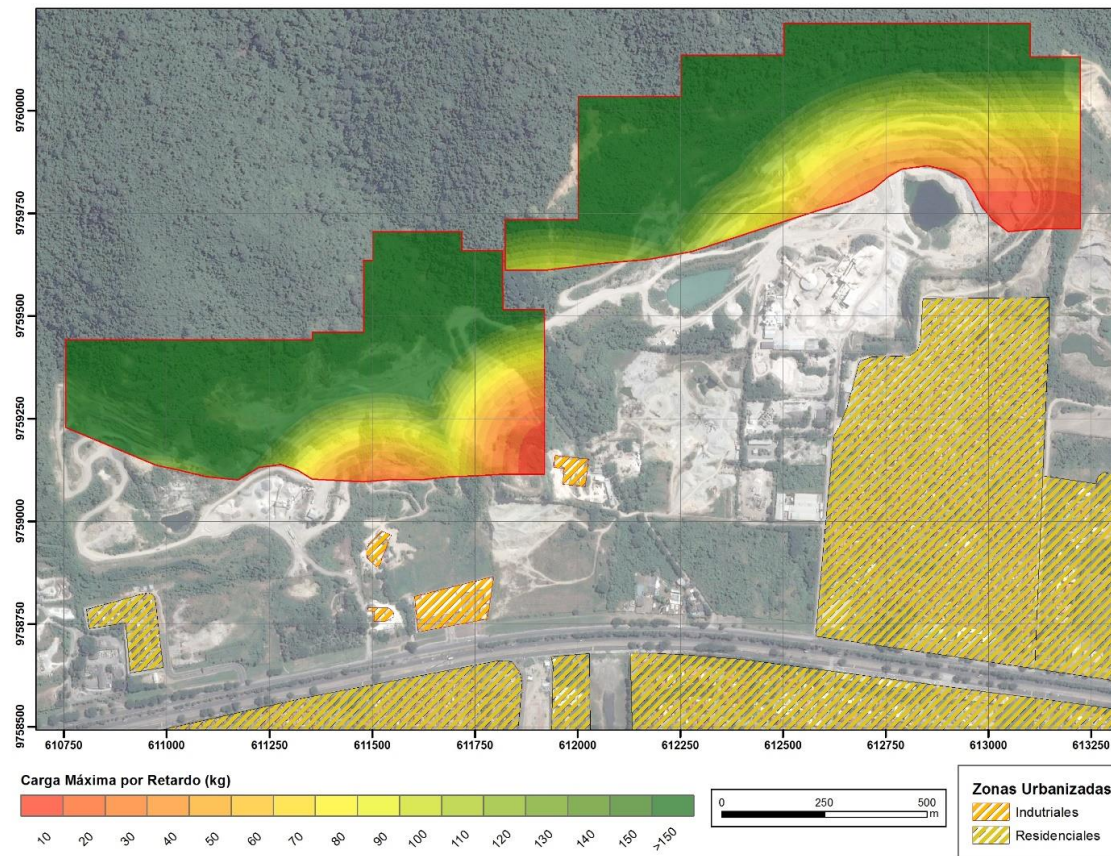 9760000
9759750
9759500
9759250
9759000
9758750
9758500
610750 611000 611250 611500 611750 612000 612250 612500 612750 613000 613250
Carga Máxima por Retardo (kg)
10 20 30 40 50 60 70 80 90 100 110 120 130 140 150 >150
0 250 500
m
Zonas Urbanizadas
Indutriales
Residenciales